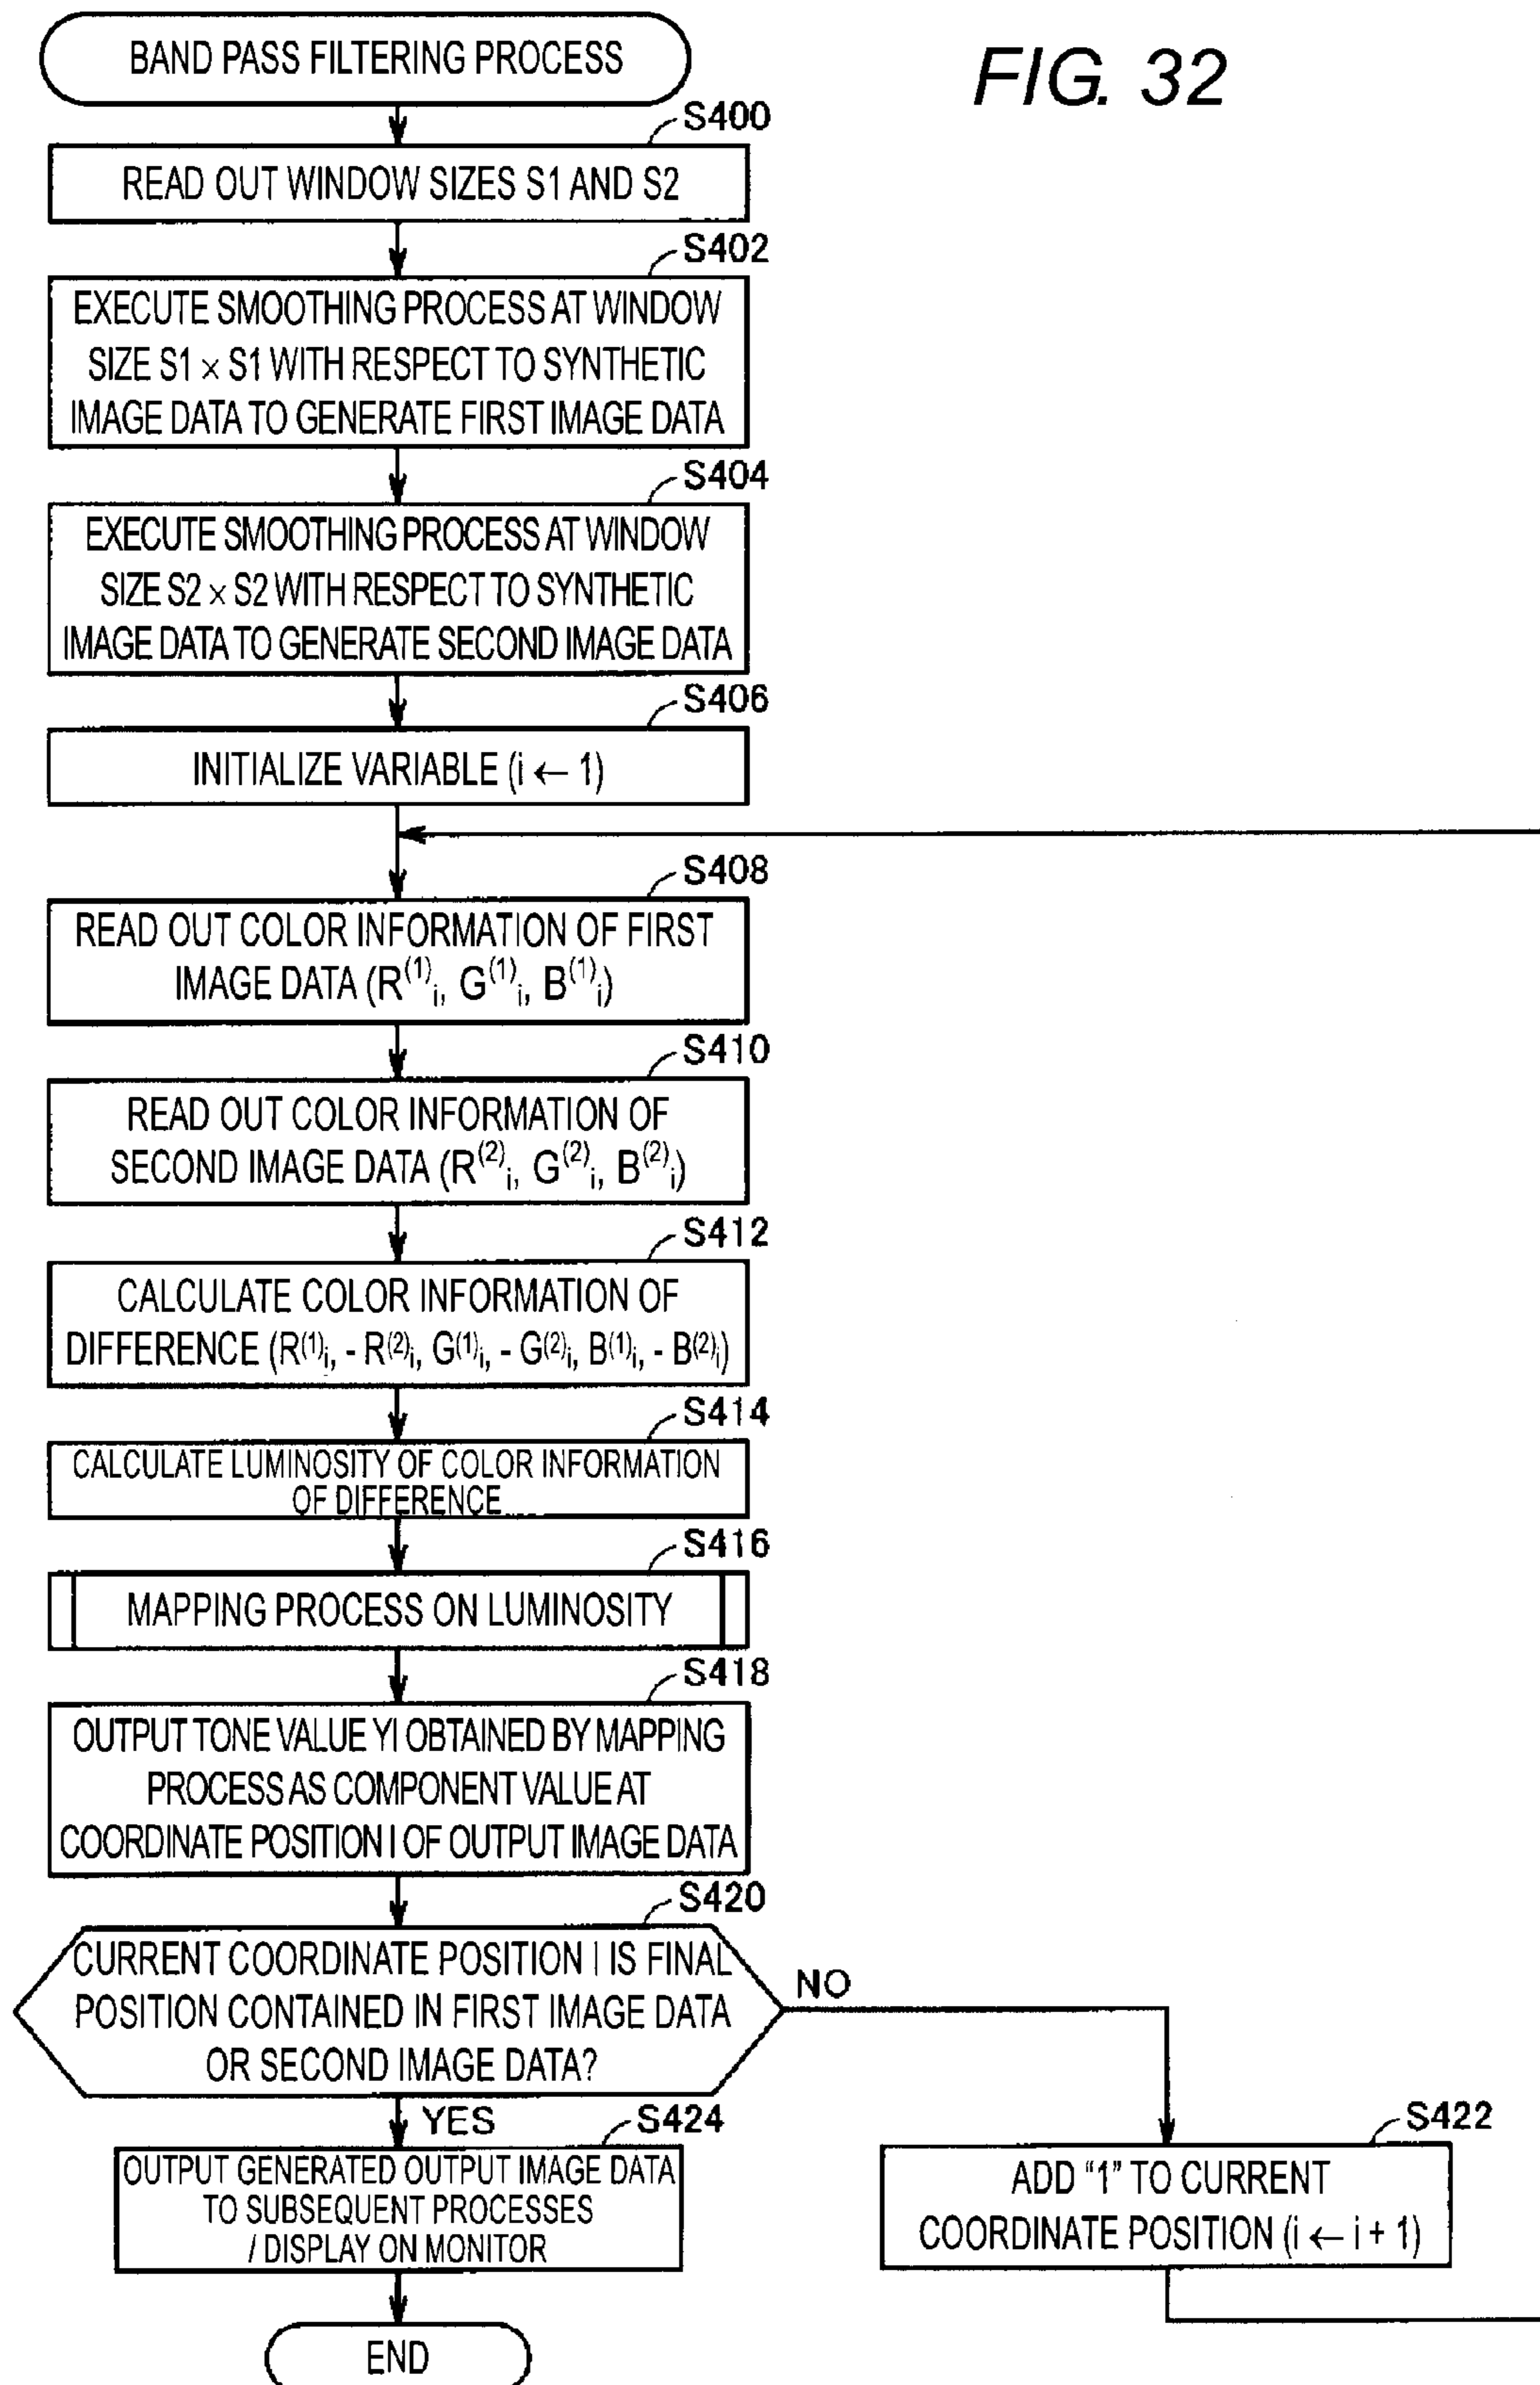 BAND PASS FILTERING PROCESS
FIG. 32
S400
READ OUT WINDOW SIZES S1 AND S2
S402
EXECUTE SMOOTHING PROCESS AT WINDOW
SIZE S1 × S1 WITH RESPECT TO SYNTHETIC
IMAGE DATA TO GENERATE FIRST IMAGE DATA
S404
EXECUTE SMOOTHING PROCESS AT WINDOW
SIZE S2 × S2 WITH RESPECT TO SYNTHETIC
IMAGE DATA TO GENERATE SECOND IMAGE DATA
S406
INITIALIZE VARIABLE (i ← 1)
S408
READ OUT COLOR INFORMATION OF FIRST
IMAGE DATA (R⁽¹⁾ᵢ, G⁽¹⁾ᵢ, B⁽¹⁾ᵢ)
S410
READ OUT COLOR INFORMATION OF
SECOND IMAGE DATA (R⁽²⁾ᵢ, G⁽²⁾ᵢ, B⁽²⁾ᵢ)
S412
CALCULATE COLOR INFORMATION OF
DIFFERENCE (R⁽¹⁾ᵢ, - R⁽²⁾ᵢ, G⁽¹⁾ᵢ, - G⁽²⁾ᵢ, B⁽¹⁾ᵢ, - B⁽²⁾ᵢ)
S414
CALCULATE LUMINOSITY OF COLOR INFORMATION
OF DIFFERENCE
S416
MAPPING PROCESS ON LUMINOSITY
S418
OUTPUT TONE VALUE YI OBTAINED BY MAPPING
PROCESS AS COMPONENT VALUE AT
COORDINATE POSITION I OF OUTPUT IMAGE DATA
S420
CURRENT COORDINATE POSITION I IS FINAL
POSITION CONTAINED IN FIRST IMAGE DATA
OR SECOND IMAGE DATA?
NO
YES
S424
OUTPUT GENERATED OUTPUT IMAGE DATA
TO SUBSEQUENT PROCESSES
/ DISPLAY ON MONITOR
S422
ADD "1" TO CURRENT
COORDINATE POSITION (i ← i + 1)
END